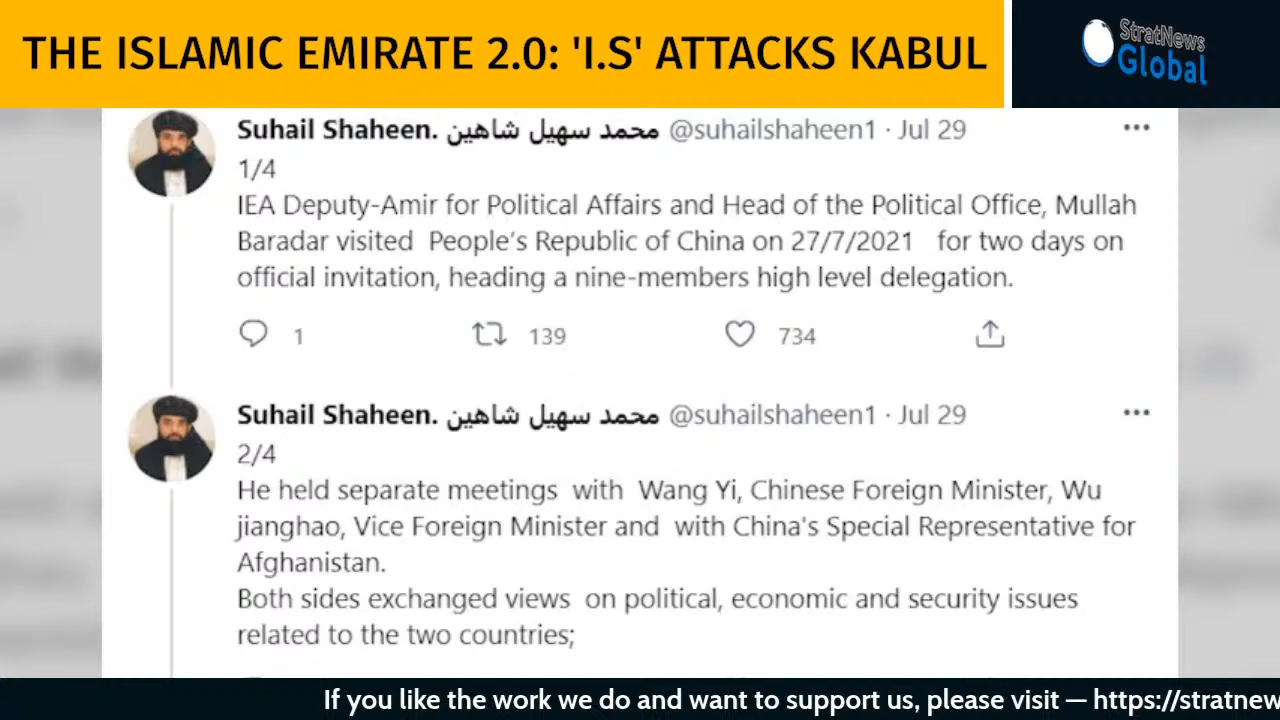 THE ISLAMIC EMIRATE 2.0: 'I.S' ATTACKS KABUL
StratNews
Global
Suhail Shaheen. محمد سهيل شاهين @suhailshaheen1 · Jul 29
1/4
IEA Deputy-Amir for Political Affairs and Head of the Political Office, Mullah
Baradar visited People's Republic of China on 27/7/2021 for two days on
official invitation, heading a nine-members high level delegation.
1 139 734
Suhail Shaheen. محمد سهيل شاهين @suhailshaheen1 · Jul 29
2/4
He held separate meetings with Wang Yi, Chinese Foreign Minister, Wu
jianghao, Vice Foreign Minister and with China's Special Representative for
Afghanistan.
Both sides exchanged views on political, economic and security issues
related to the two countries;
If you like the work we do and want to support us, please visit — https://stratnew